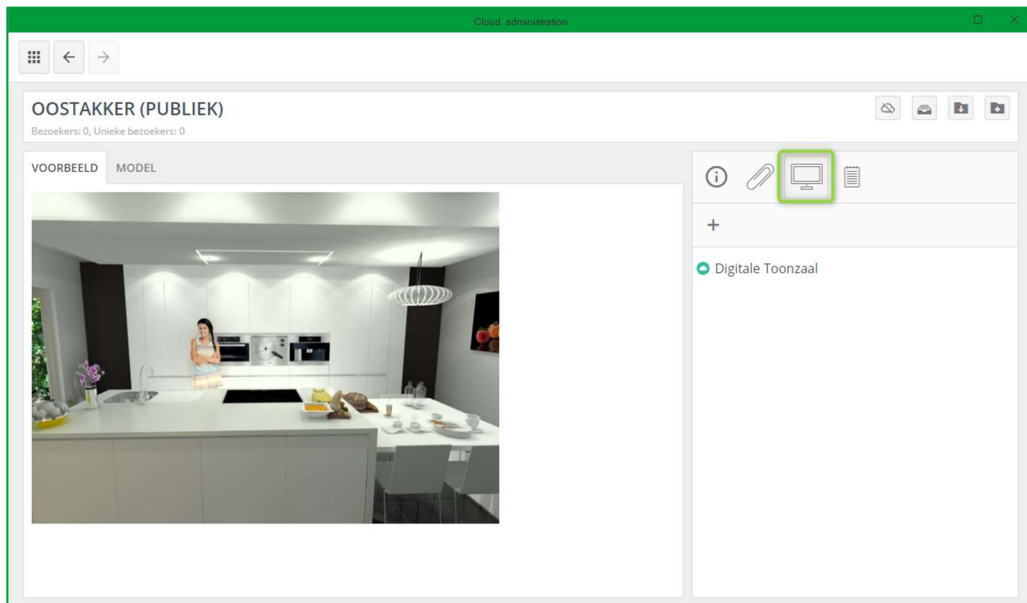 Cloud administration
OOSTAKKER (PUBLIEK)
Bezoekers: 0, Unieke bezoekers: 0
VOORBEELD MODEL
Digitale Toonzaal